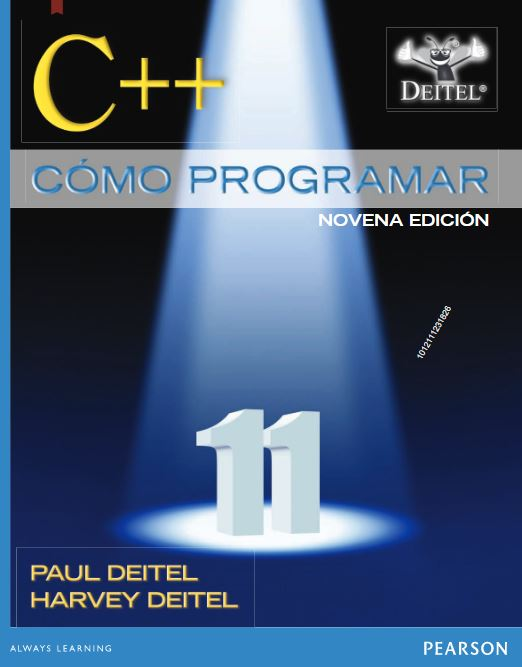 C++
DEITEL®
CÓMO PROGRAMAR
NOVENA EDICIÓN
1012111231826
11
PAUL DEITEL
HARVEY DEITEL
ALWAYS LEARNING
PEARSON